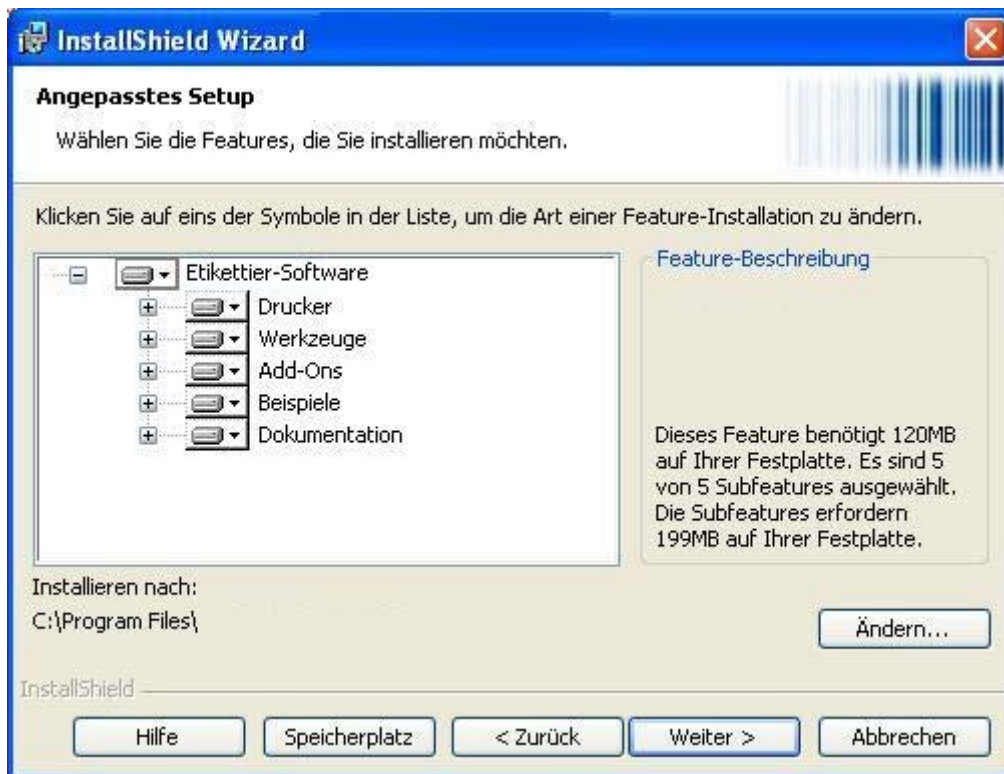 InstallShield Wizard
Angepasstes Setup
Wählen Sie die Features, die Sie installieren möchten.
Klicken Sie auf eins der Symbole in der Liste, um die Art einer Feature-Installation zu ändern.
Etikettier-Software
Drucker
Werkzeuge
Add-Ons
Beispiele
Dokumentation
Feature-Beschreibung
Dieses Feature benötigt 120MB
auf Ihrer Festplatte. Es sind 5
von 5 Subfeatures ausgewählt.
Die Subfeatures erfordern
199MB auf Ihrer Festplatte.
Installieren nach:
C:\Program Files\
Ändern...
InstallShield
Hilfe
Speicherplatz
< Zurück
Weiter >
Abbrechen